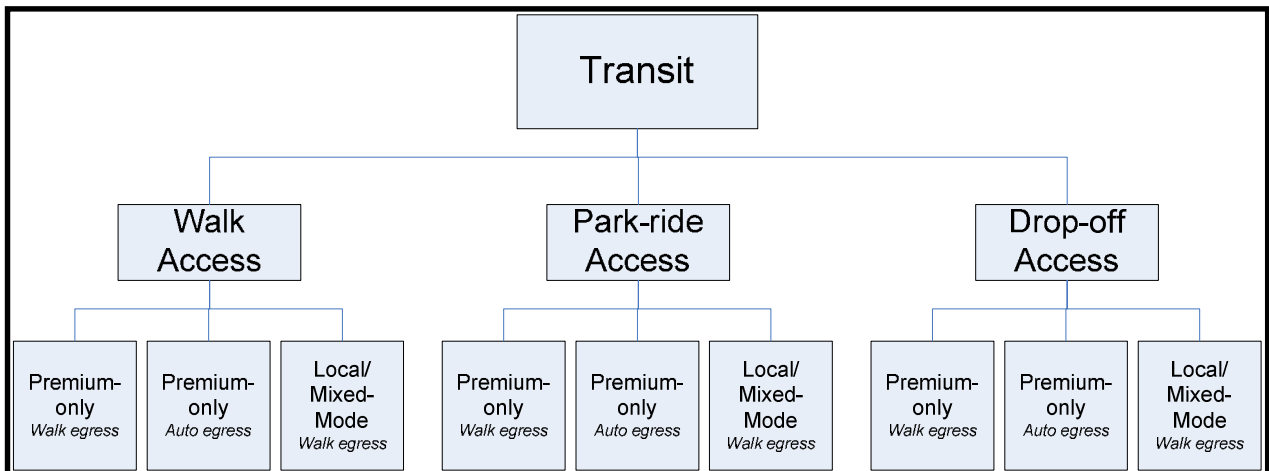 Transit
Walk
Access
Park-ride
Access
Drop-off
Access
Premium-
only
Walk egress
Premium-
only
Auto egress
Local/
Mixed-
Mode
Walk egress
Premium-
only
Walk egress
Premium-
only
Auto egress
Local/
Mixed-
Mode
Walk egress
Premium-
only
Walk egress
Premium-
only
Auto egress
Local/
Mixed-
Mode
Walk egress